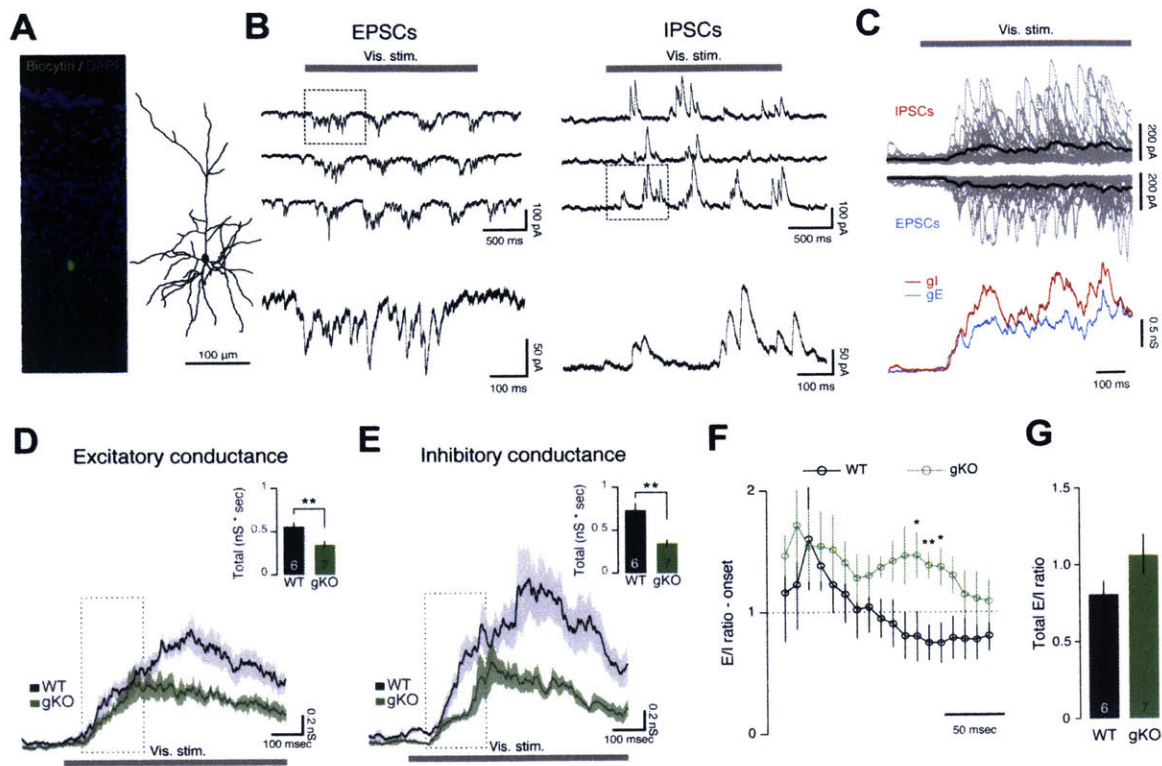 A
Biocytin / DAPI
100 µm
B
EPSCs
Vis. stim.
100 pA
500 ms
50 pA
100 ms
IPSCs
Vis. stim.
100 pA
500 ms
50 pA
100 ms
C
Vis. stim.
IPSCs
200 pA
200 pA
EPSCs
gI
gE
0.5 nS
100 ms
D
Excitatory conductance
Total (nS * sec)
1
0.5
0
**
6
7
WT
gKO
WT
gKO
0.2 nS
100 msec
Vis. stim.
E
Inhibitory conductance
Total (nS * sec)
1
0.5
0
**
6
7
WT
gKO
WT
gKO
0.2 nS
100 msec
Vis. stim.
F
WT
gKO
E/I ratio - onset
2
1
0
*
**
*
50 msec
G
Total E/I ratio
1.5
1.0
0.5
0
6
7
WT
gKO